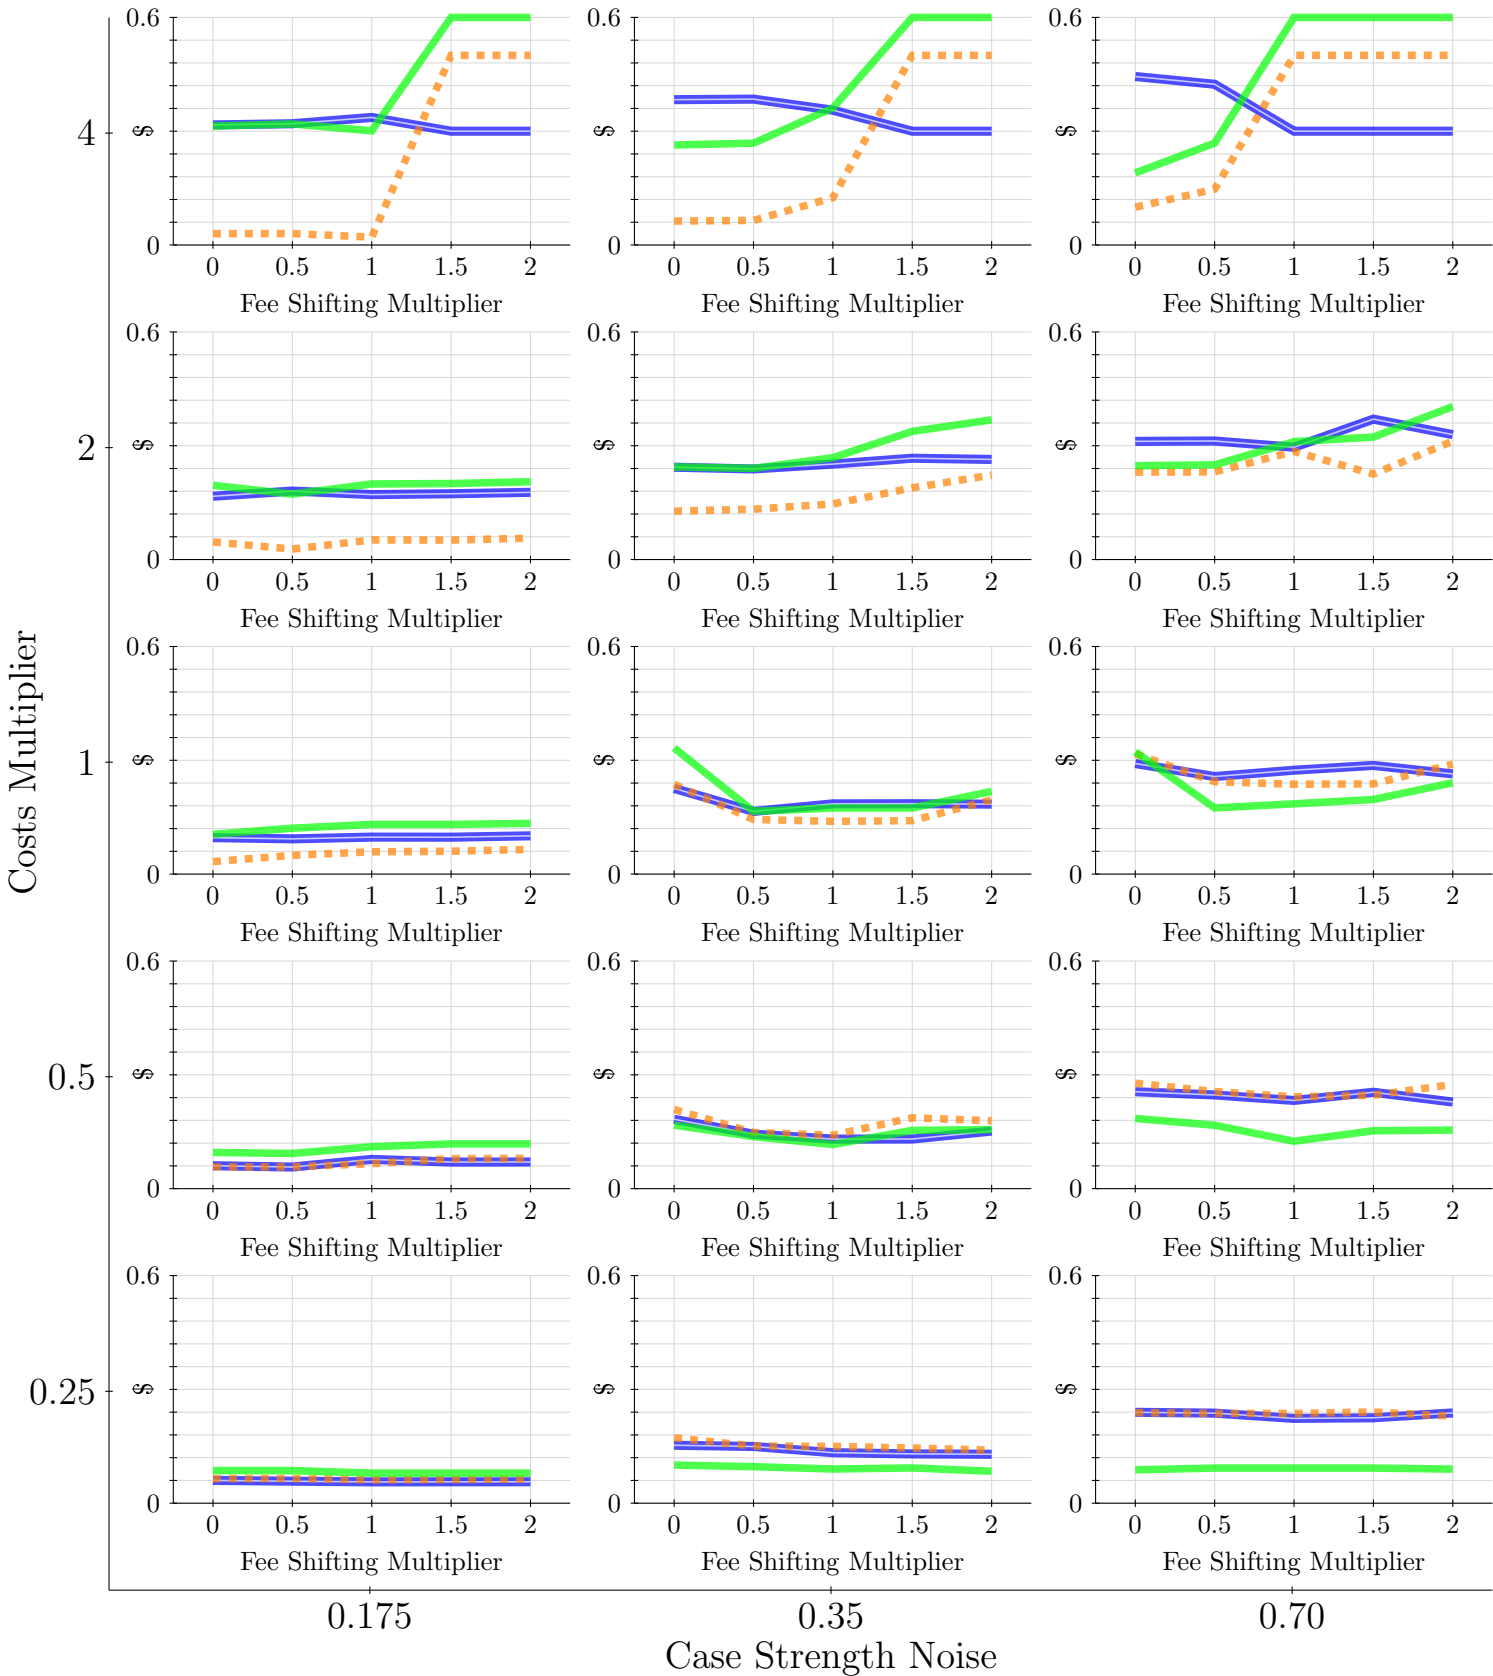 0.6 0.6 0.6
4 $ $ $
0 0 0
0 0.5 1 1.5 2 0 0.5 1 1.5 2 0 0.5 1 1.5 2
Fee Shifting Multiplier Fee Shifting Multiplier Fee Shifting Multiplier
0.6 0.6 0.6
2 $ $ $
0 0 0
0 0.5 1 1.5 2 0 0.5 1 1.5 2 0 0.5 1 1.5 2
Fee Shifting Multiplier Fee Shifting Multiplier Fee Shifting Multiplier
Costs Multiplier
0.6 0.6 0.6
1 $ $ $
0 0 0
0 0.5 1 1.5 2 0 0.5 1 1.5 2 0 0.5 1 1.5 2
Fee Shifting Multiplier Fee Shifting Multiplier Fee Shifting Multiplier
0.6 0.6 0.6
0.5 $ $ $
0 0 0
0 0.5 1 1.5 2 0 0.5 1 1.5 2 0 0.5 1 1.5 2
Fee Shifting Multiplier Fee Shifting Multiplier Fee Shifting Multiplier
0.6 0.6 0.6
0.25 $ $ $
0 0 0
0 0.5 1 1.5 2 0 0.5 1 1.5 2 0 0.5 1 1.5 2
Fee Shifting Multiplier Fee Shifting Multiplier Fee Shifting Multiplier
0.175 0.35 0.70
Case Strength Noise